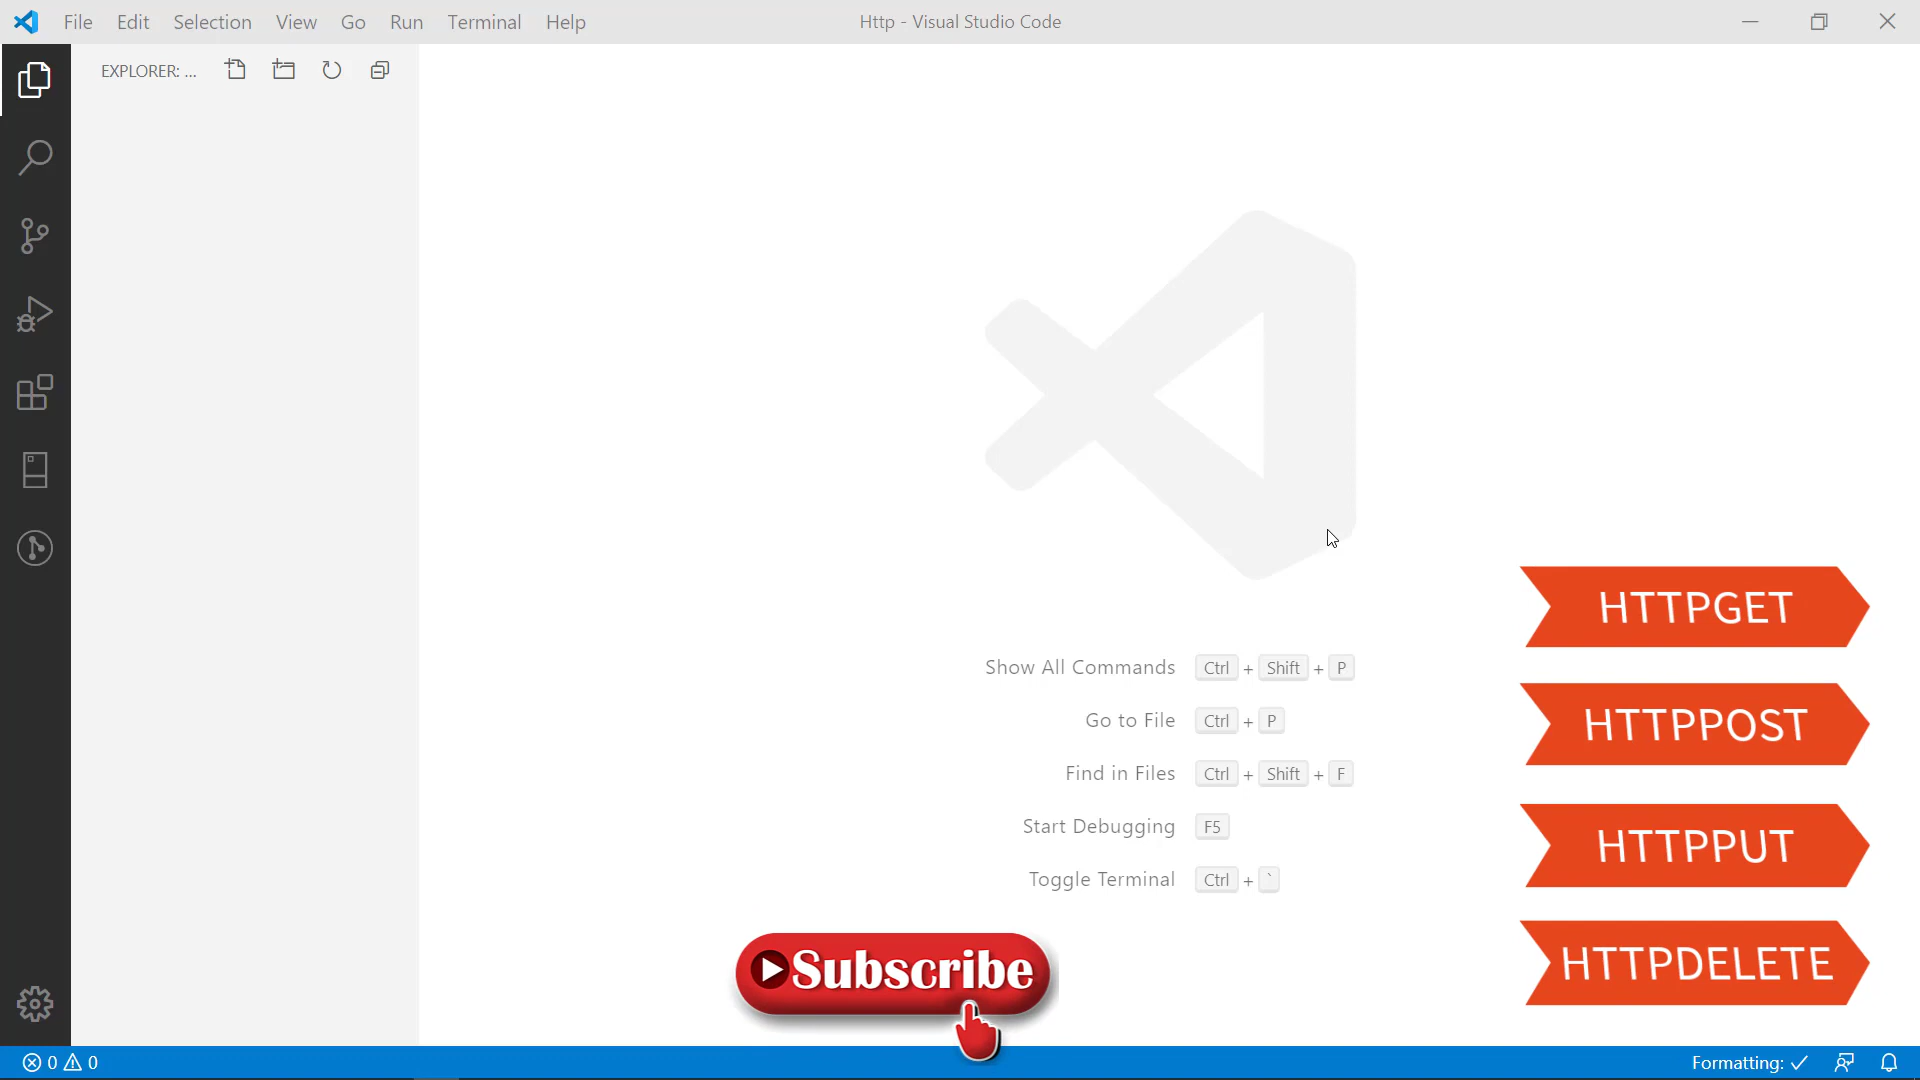 File Edit Selection View Go Run Terminal Help
Http - Visual Studio Code
EXPLORER: ...
Show All Commands Ctrl + Shift + P
Go to File Ctrl + P
Find in Files Ctrl + Shift + F
Start Debugging F5
Toggle Terminal Ctrl + `
HTTPGET
HTTPPOST
HTTPPUT
HTTPDELETE
Subscribe
0 0
Formatting: ✓